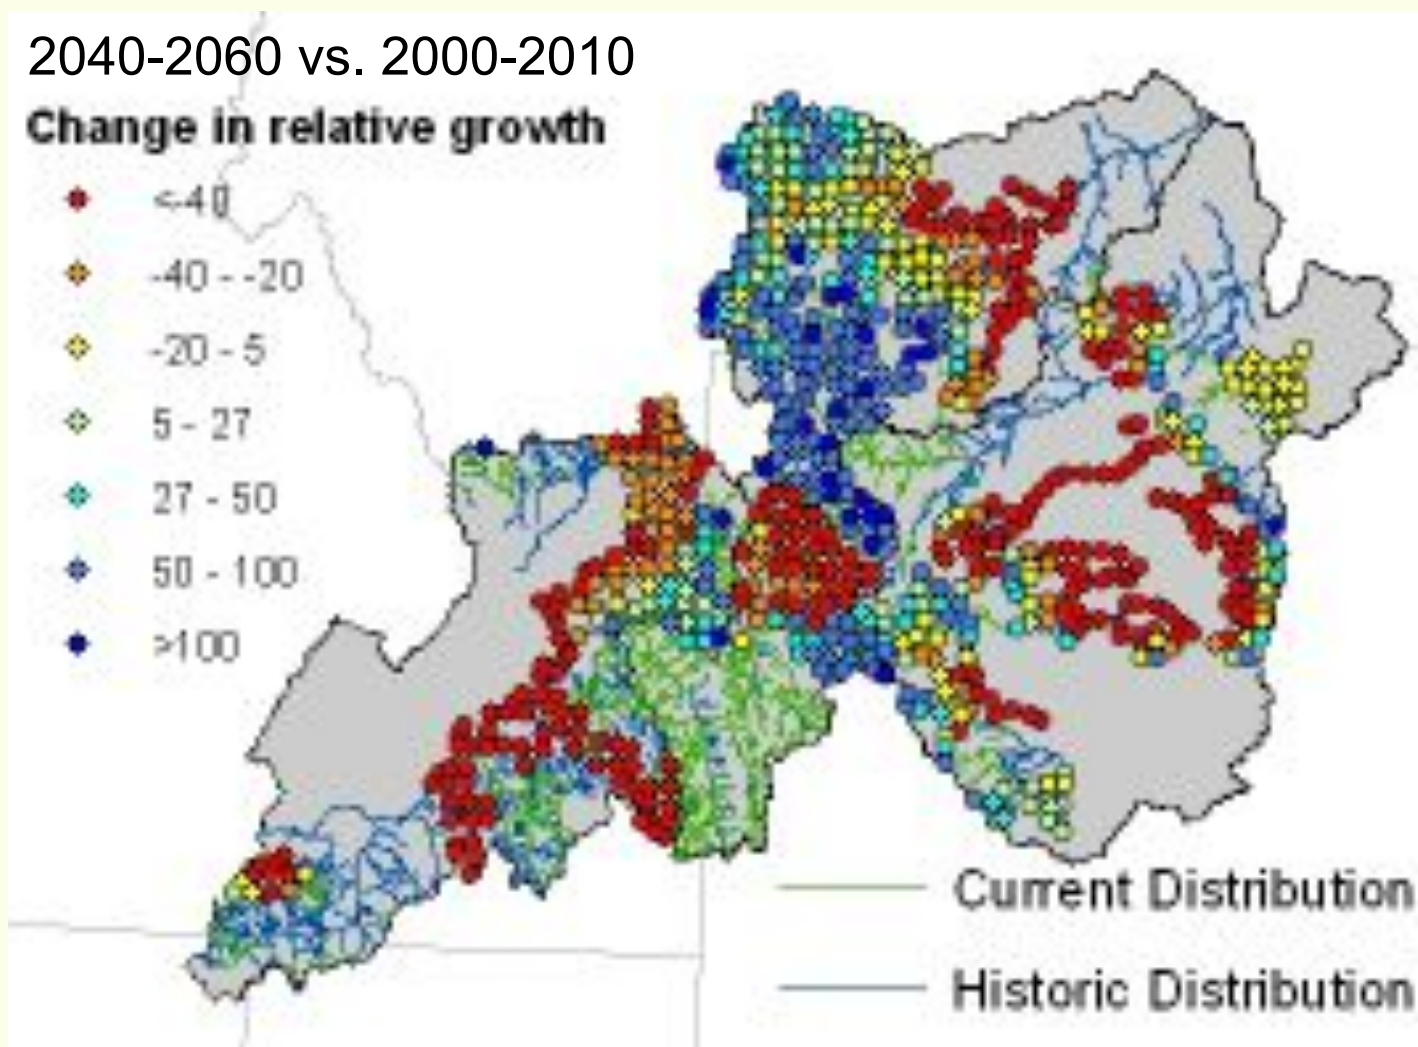 2040-2060 vs. 2000-2010
Change in relative growth
<-40
-40 - -20
-20 - 5
5 - 27
27 - 50
50 - 100
>100
Current Distribution
Historic Distribution